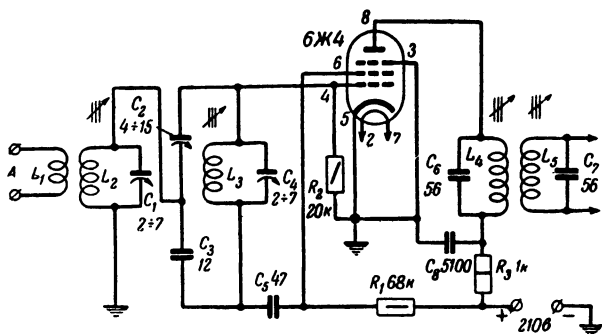 8
6Ж4
3
6
4
5
2
7
C₂
4÷15
A
L₁
L₂
C₁
2÷7
L₃
C₄
2÷7
R₂
20к
C₃
12
C₅ 47
R₁ 68к
C₆
56
L₄
L₅
C₇
56
C₈ 5100
R₃ 1к
+
210в
−